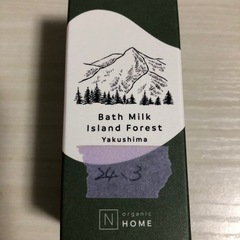 Bath Milk
Island Forest
Yakushima
24、3
N organic
HOME